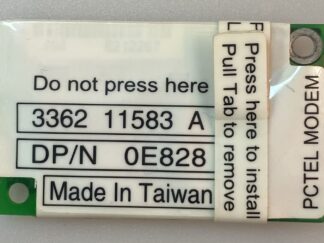 Do not press here
3362 11583 A
DP/N 0E828
Made In Taiwan
Press here to install
Pull Tab to remove
PCTEL MODEM